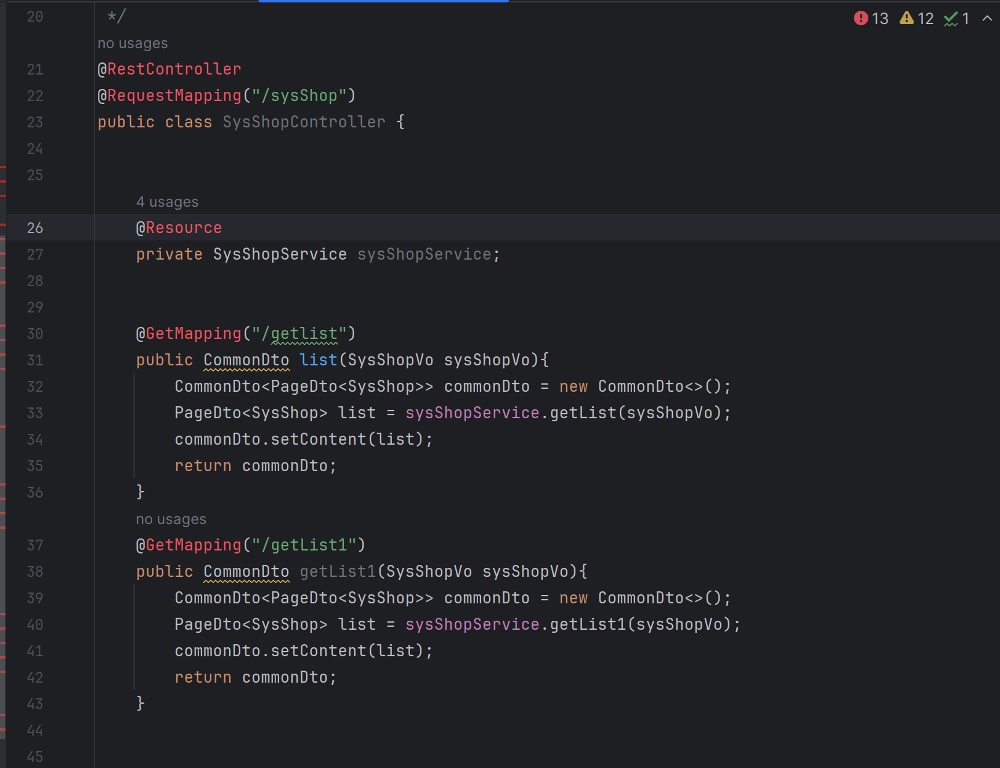 20 */
13 12 1
no usages
21 @RestController
22 @RequestMapping("/sysShop")
23 public class SysShopController {
24
25
4 usages
26 @Resource
27 private SysShopService sysShopService;
28
29
30 @GetMapping("/getlist")
31 public CommonDto list(SysShopVo sysShopVo){
32 CommonDto<PageDto<SysShop>> commonDto = new CommonDto<>();
33 PageDto<SysShop> list = sysShopService.getList(sysShopVo);
34 commonDto.setContent(list);
35 return commonDto;
36 }
no usages
37 @GetMapping("/getList1")
38 public CommonDto getList1(SysShopVo sysShopVo){
39 CommonDto<PageDto<SysShop>> commonDto = new CommonDto<>();
40 PageDto<SysShop> list = sysShopService.getList1(sysShopVo);
41 commonDto.setContent(list);
42 return commonDto;
43 }
44
45